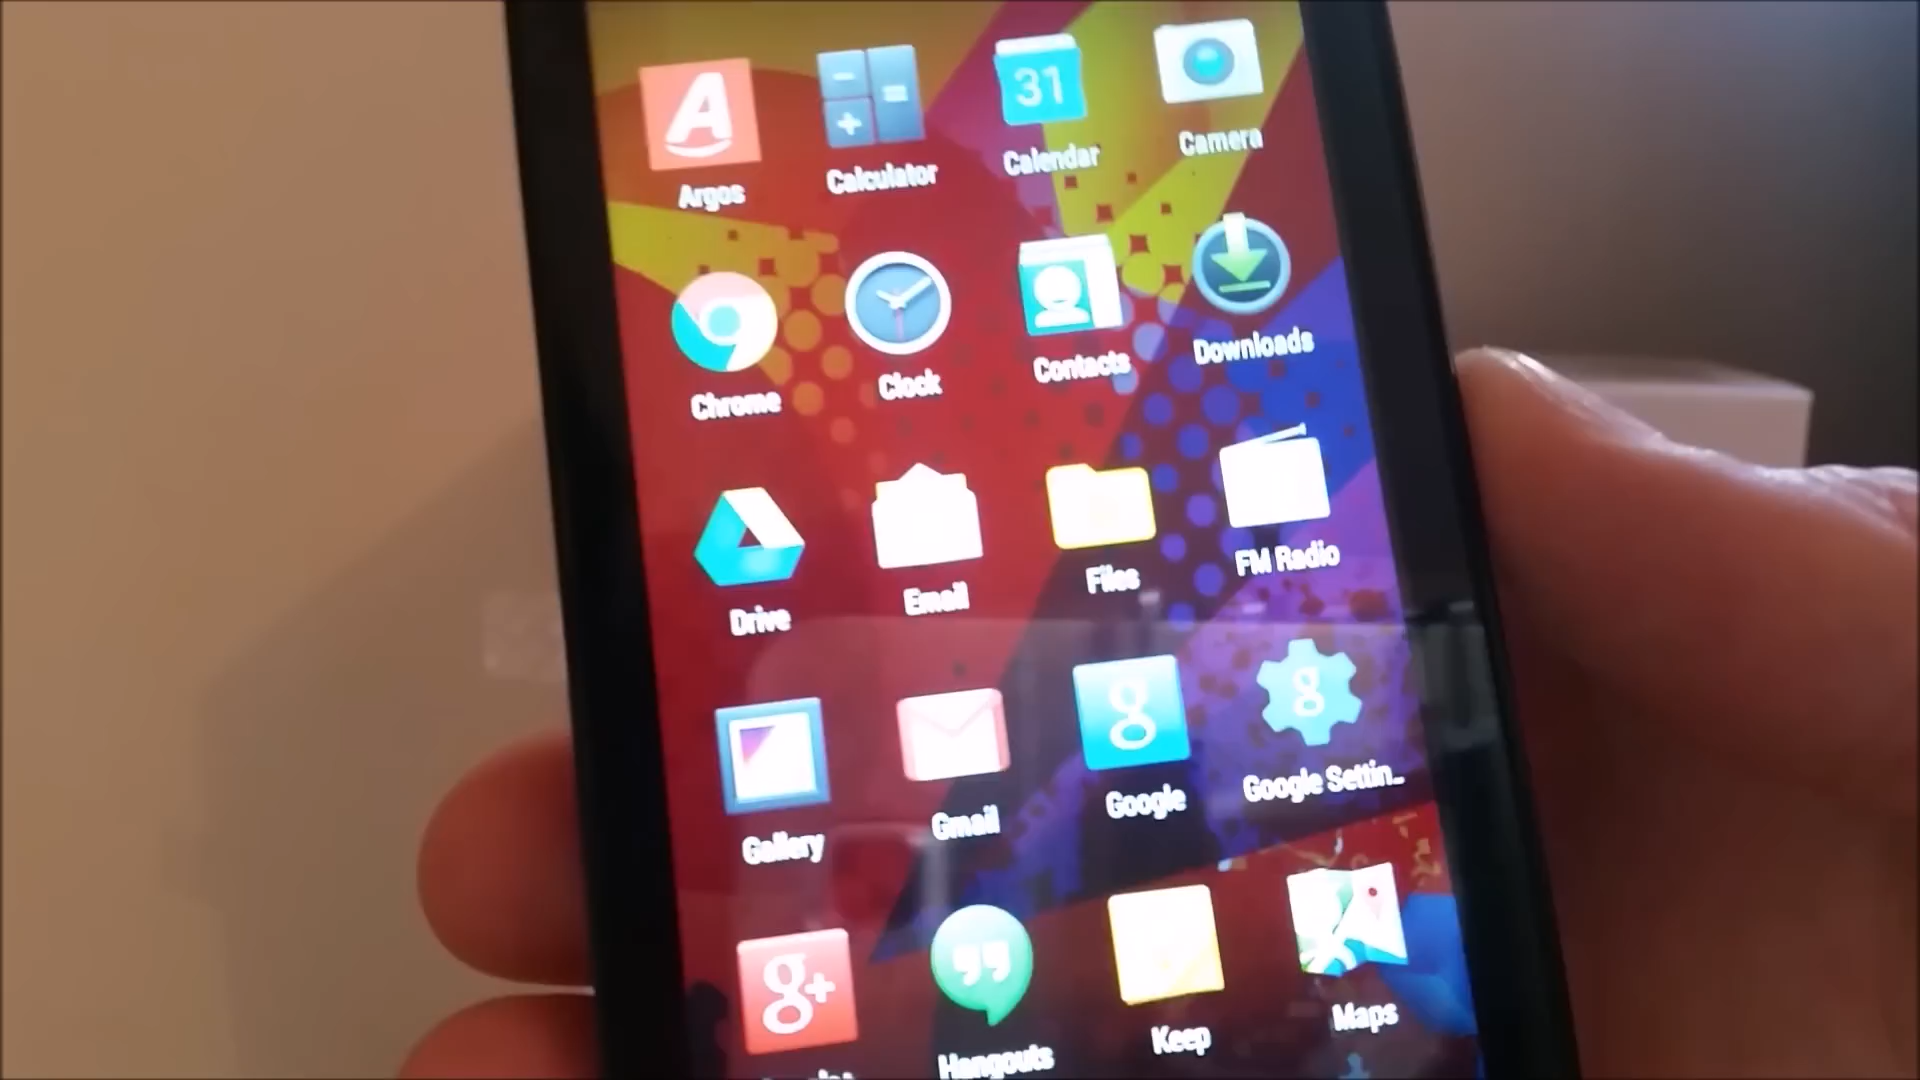 A
31
Argos Calculator Calendar Camera
Chrome Clock Contacts Downloads
Drive Email Files FM Radio
g g
Gallery Gmail Google Google Settin...
g+
Hangouts Keep Maps